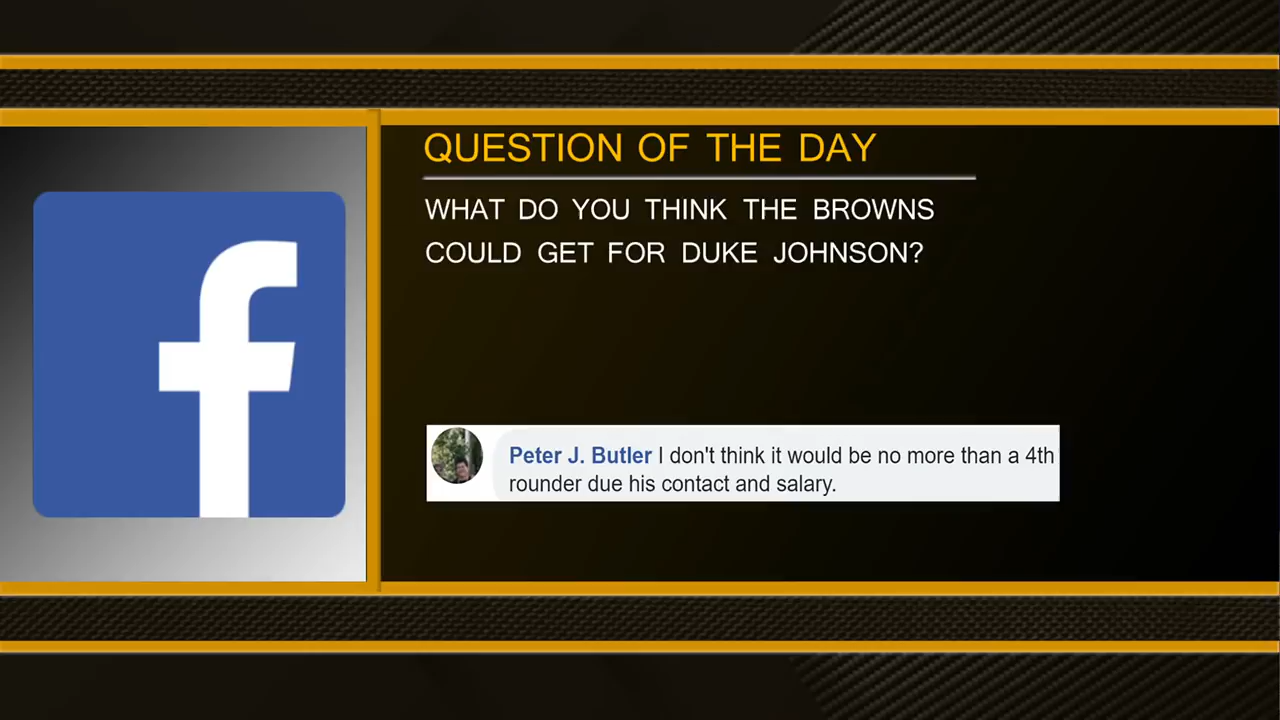 QUESTION OF THE DAY
WHAT DO YOU THINK THE BROWNS
COULD GET FOR DUKE JOHNSON?
Peter J. Butler I don't think it would be no more than a 4th
rounder due his contact and salary.